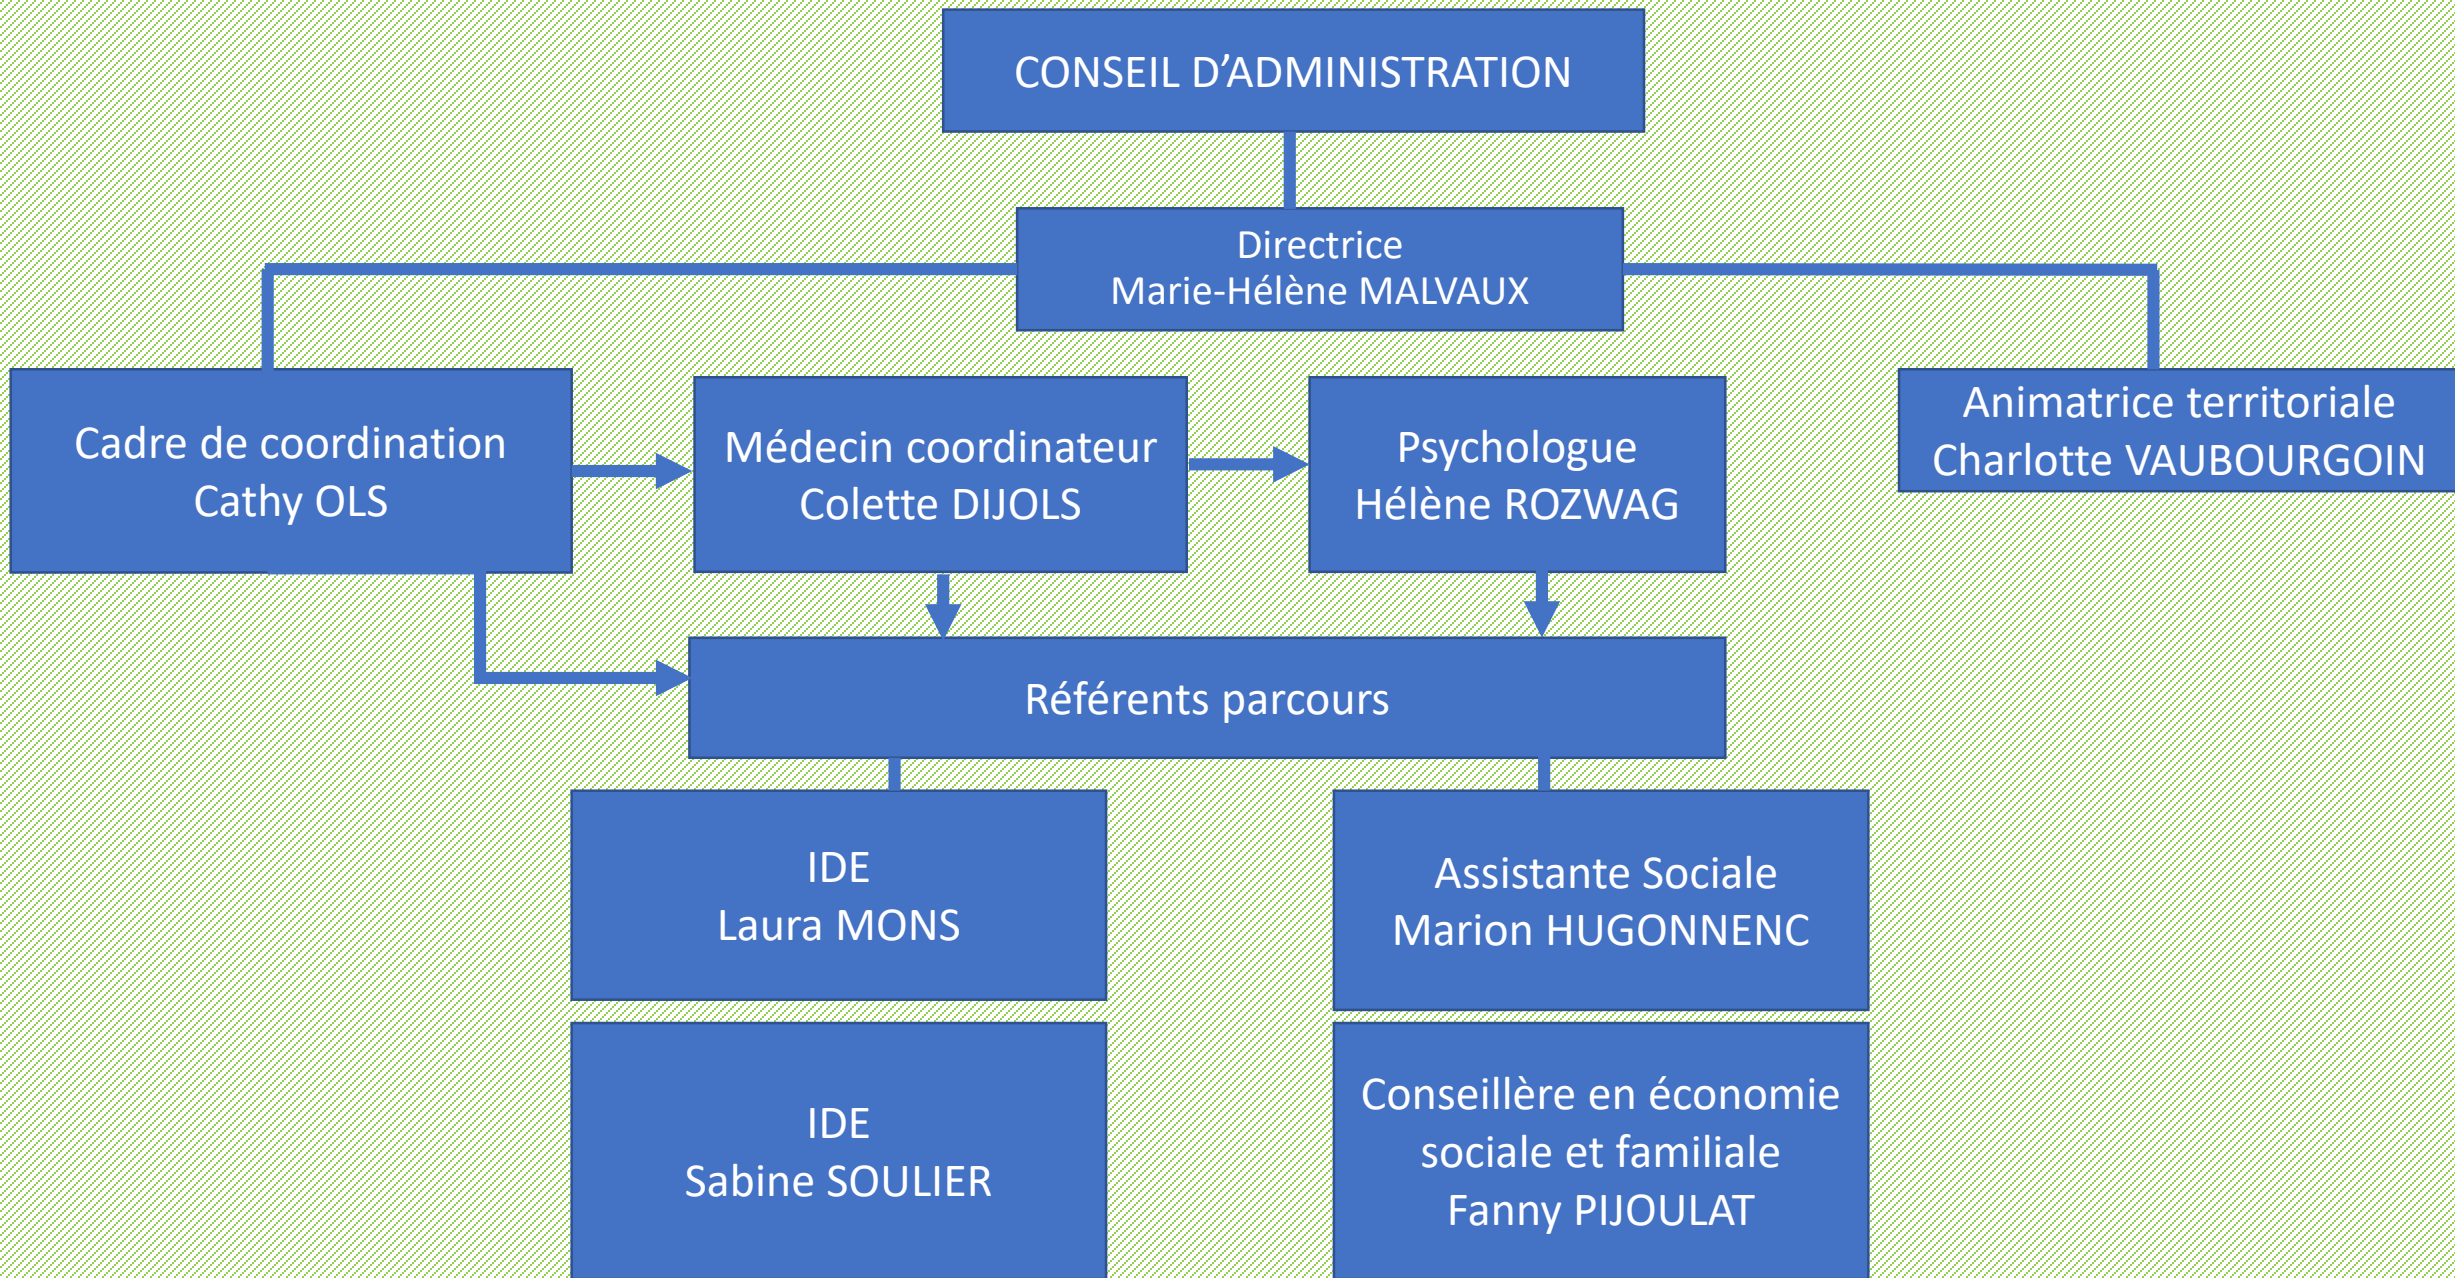 CONSEIL D’ADMINISTRATION
Directrice
Marie-Hélène MALVAUX
Cadre de coordination
Cathy OLS
Médecin coordinateur
Colette DIJOLS
Psychologue
Hélène ROZWAG
Animatrice territoriale
Charlotte VAUBOURGOIN
Référents parcours
IDE
Laura MONS
Assistante Sociale
Marion HUGONNENC
IDE
Sabine SOULIER
Conseillère en économie
sociale et familiale
Fanny PIJOULAT